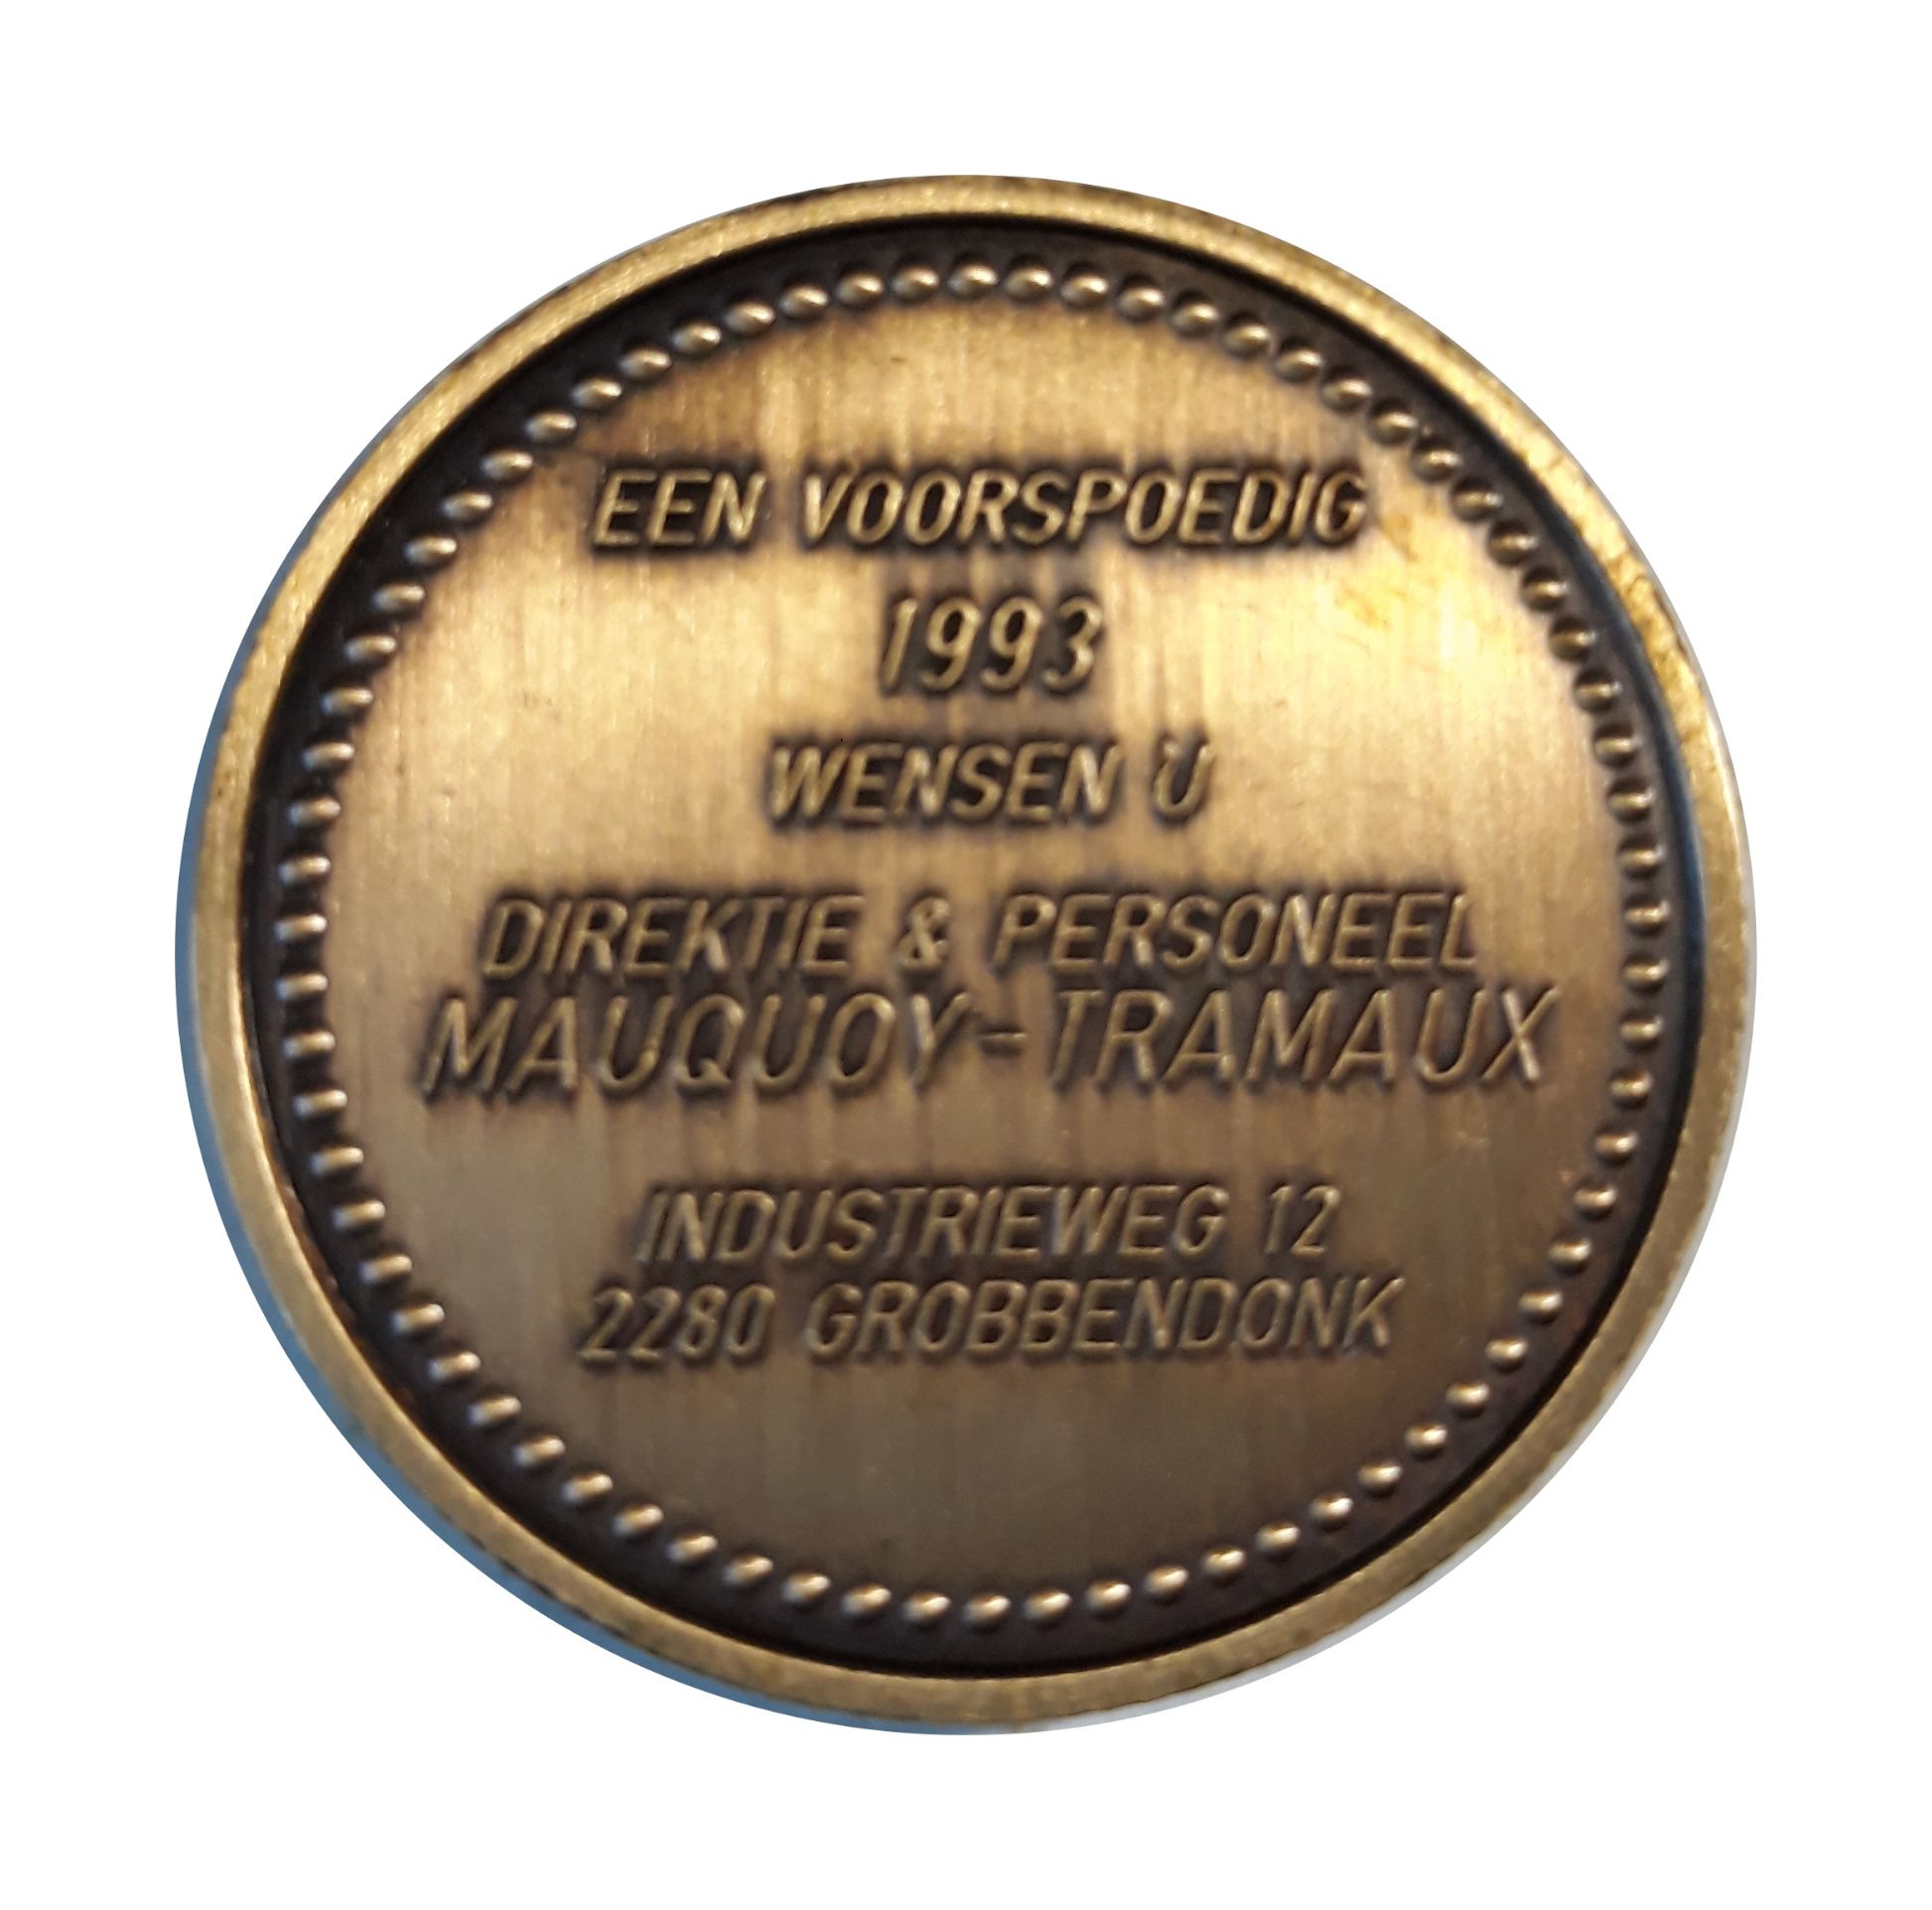 EEN VOORSPOEDIG
1993
WENSEN U
DIREKTIE & PERSONEEL
MAUQUOY-TRAMAUX
INDUSTRIEWEG 12
2280 GROBBENDONK